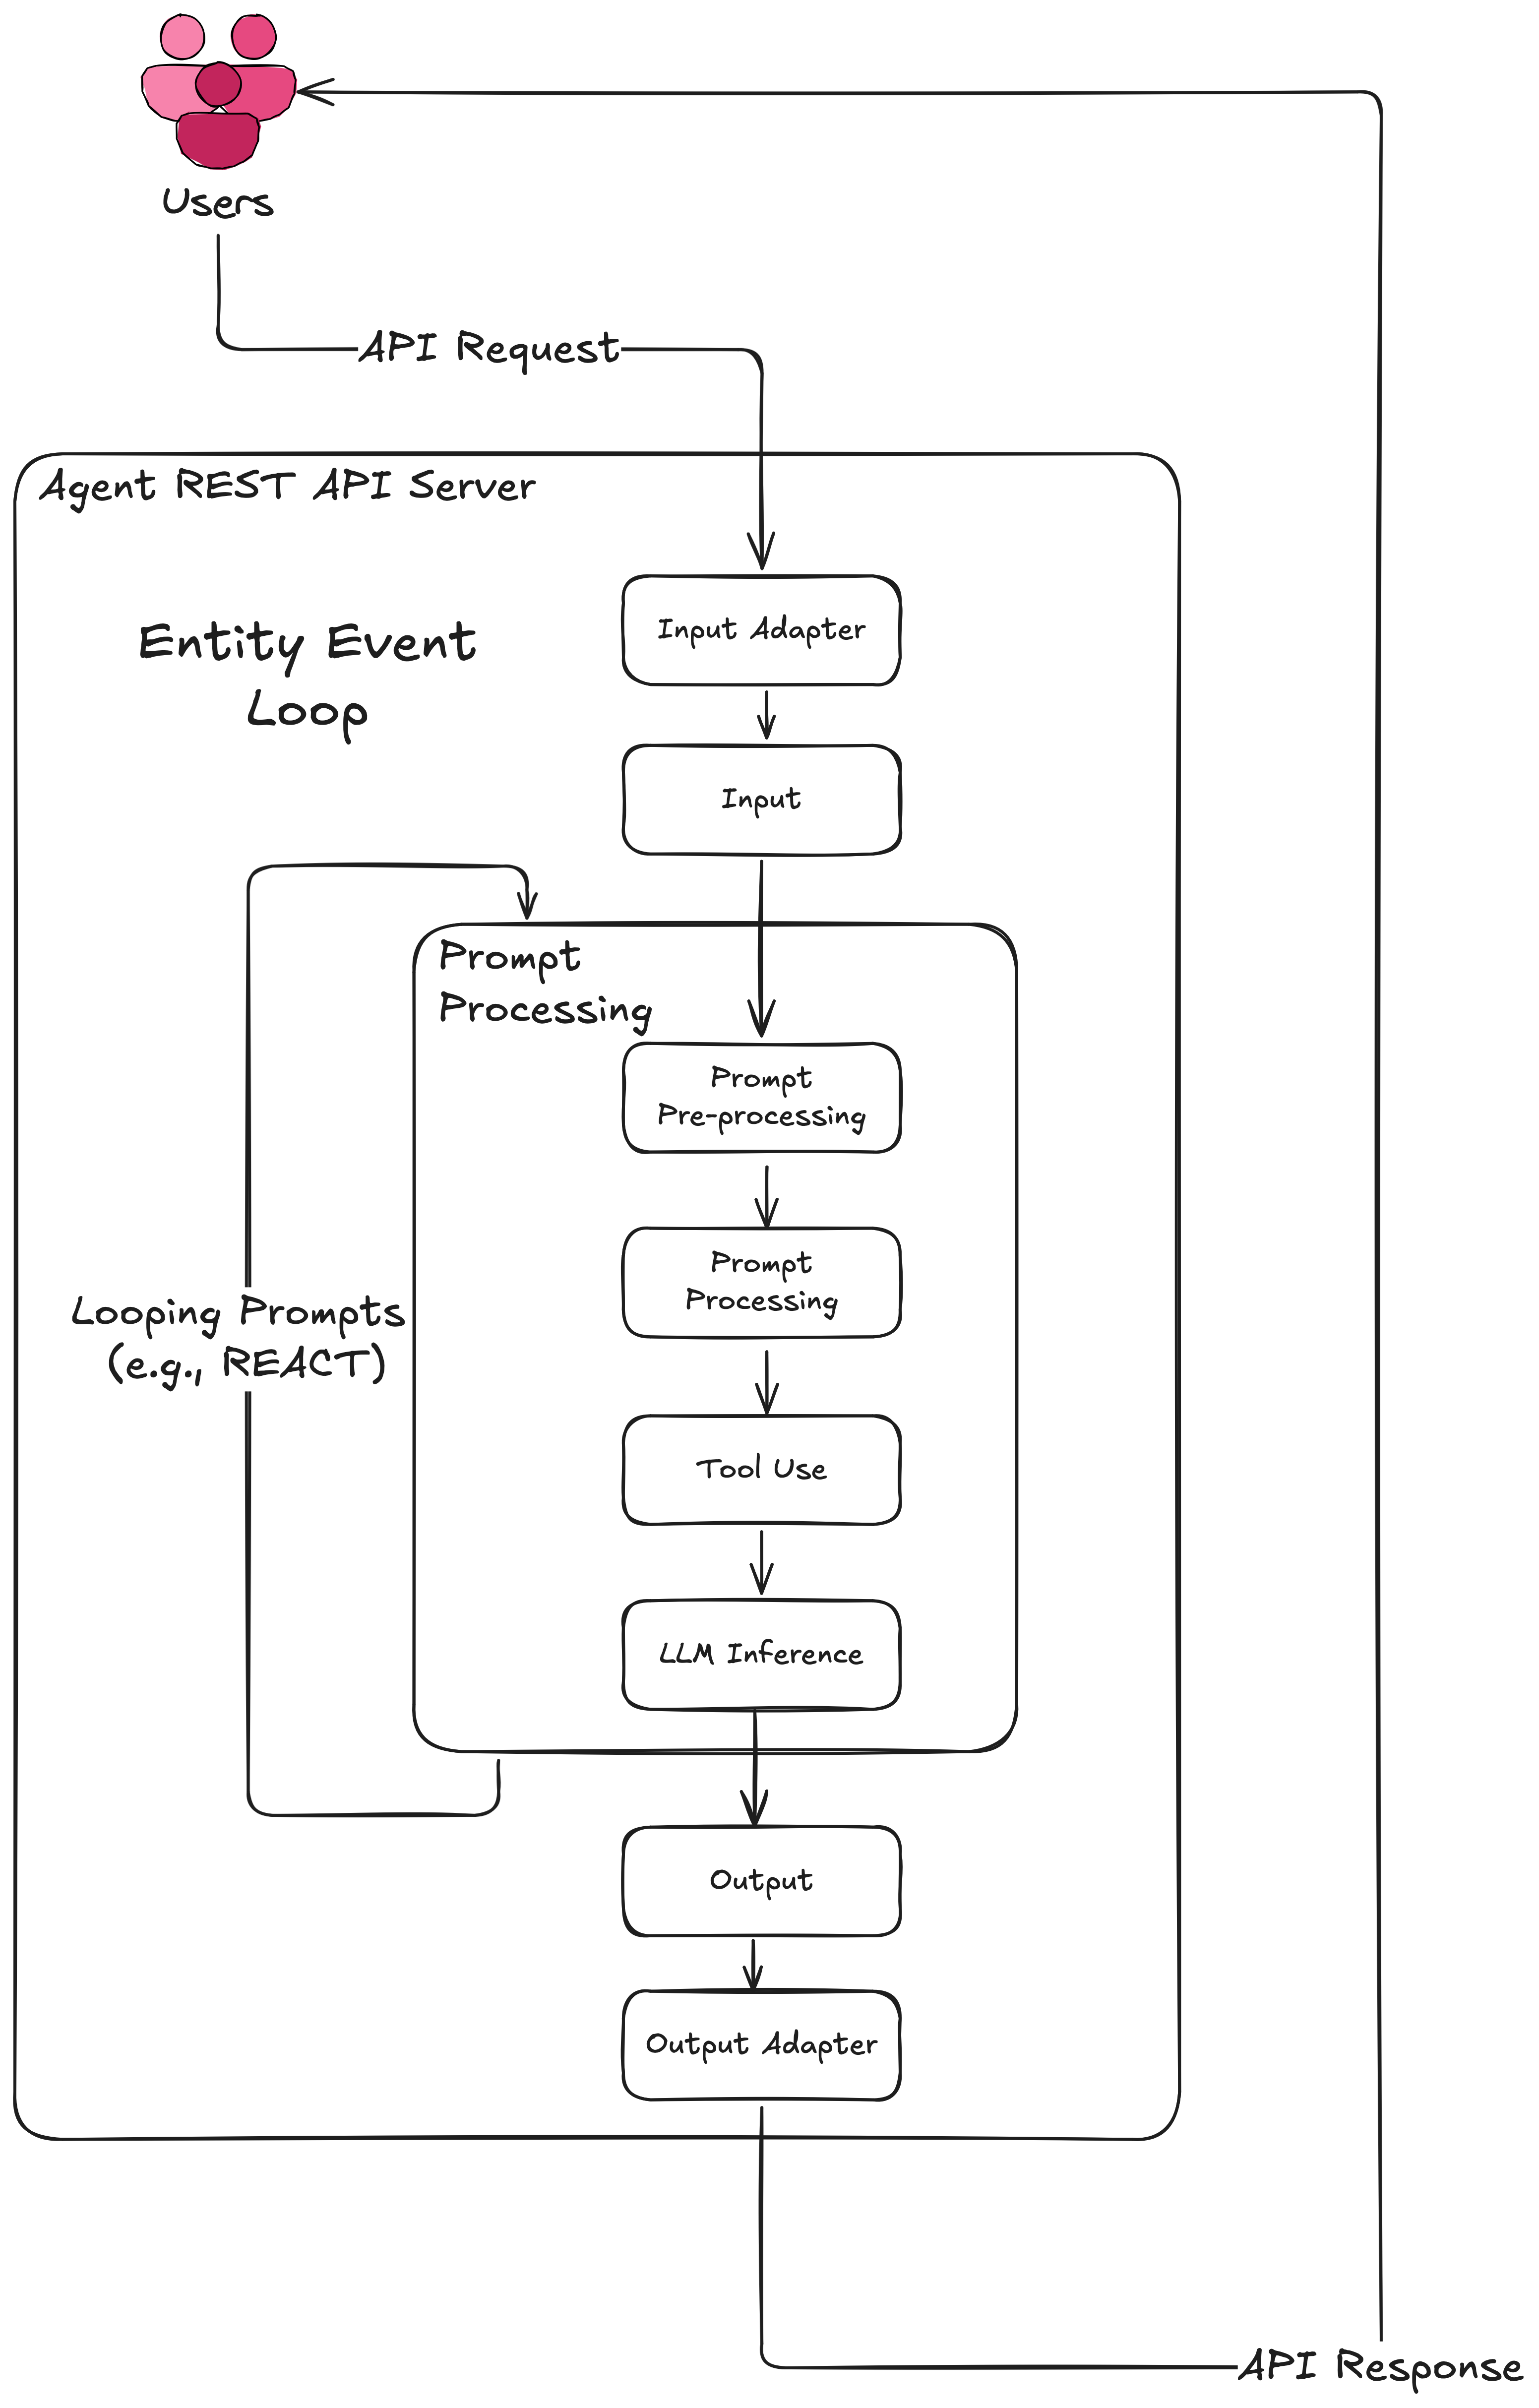 Users
API Request
Agent REST API Server
Entity Event
Loop
Input Adapter
Input
Prompt
Processing
Prompt
Pre-processing
Prompt
Processing
Looping Prompts
(e.g., REACT)
Tool Use
LLM Inference
Output
Output Adapter
API Response